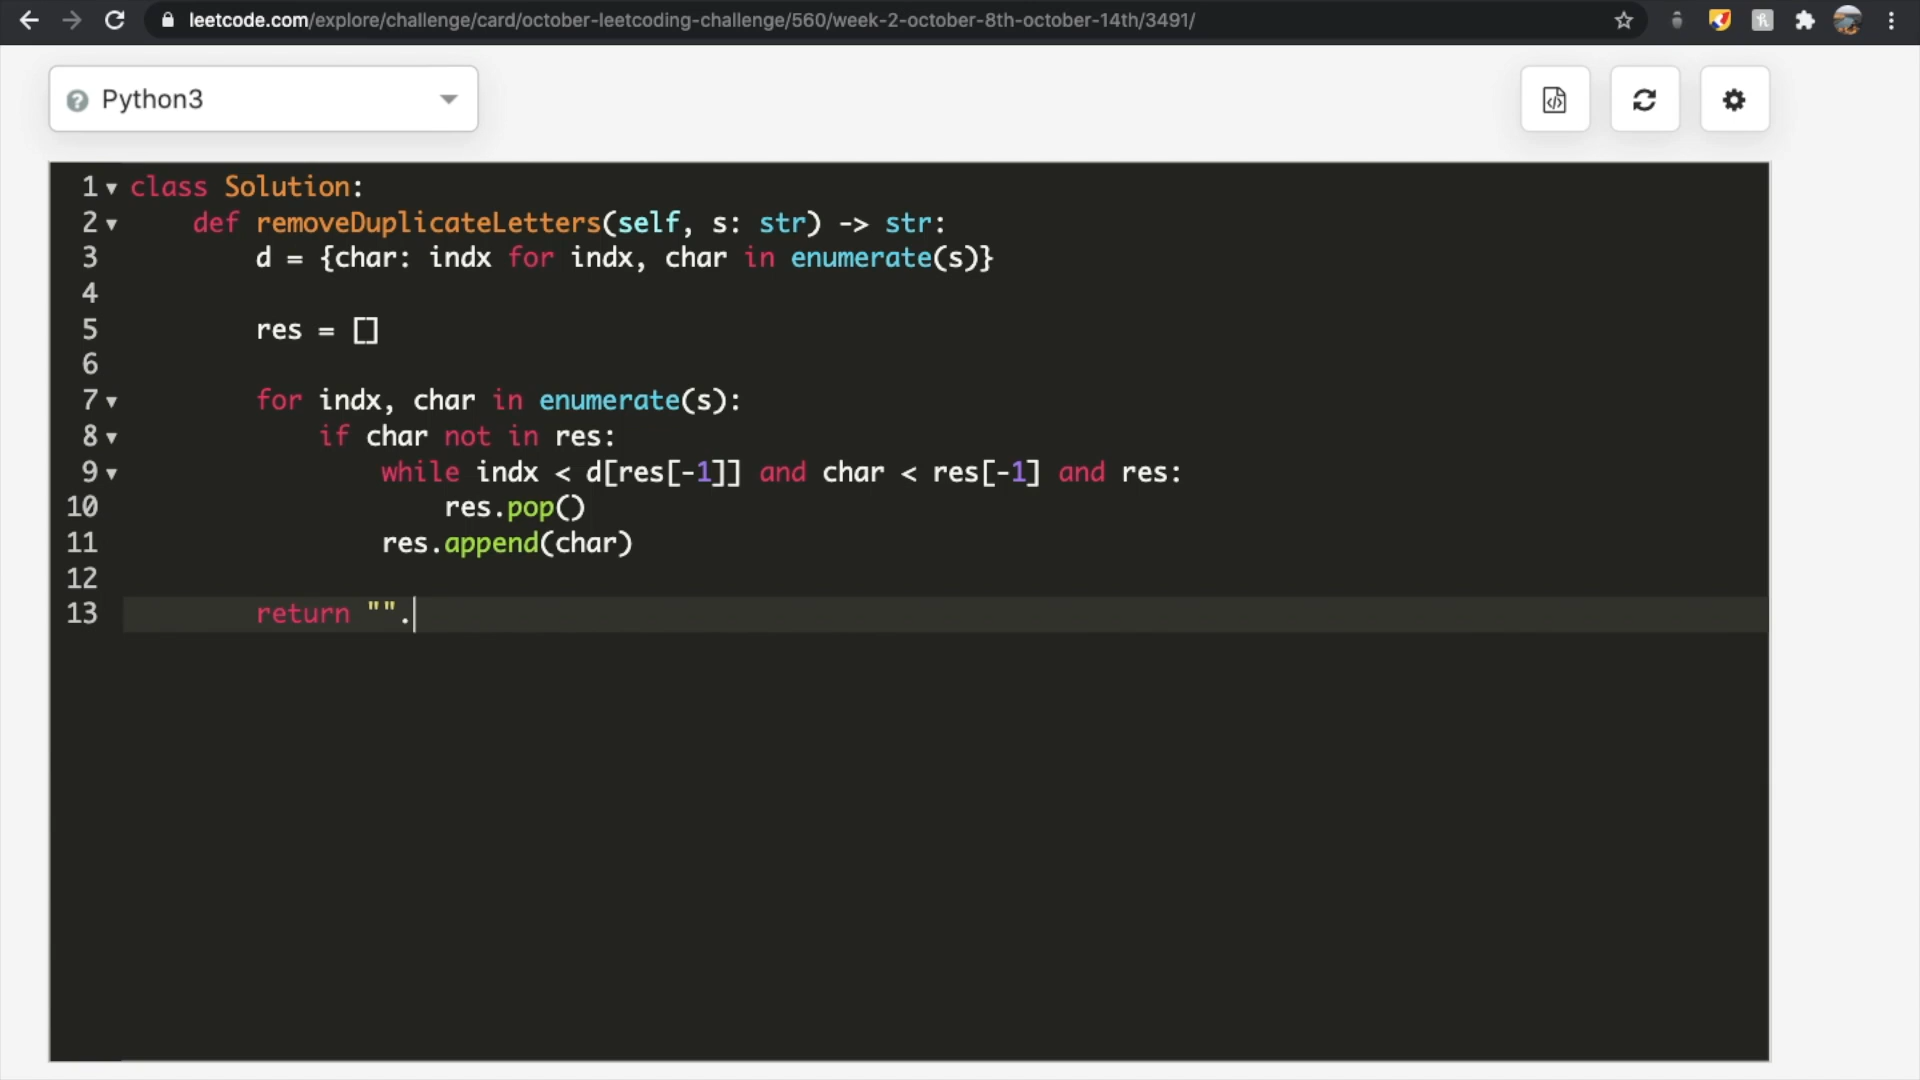 leetcode.com/explore/challenge/card/october-leetcoding-challenge/560/week-2-october-8th-october-14th/3491/
Python3
1 class Solution:
2     def removeDuplicateLetters(self, s: str) -> str:
3         d = {char: indx for indx, char in enumerate(s)}
4
5         res = []
6
7         for indx, char in enumerate(s):
8             if char not in res:
9                 while indx < d[res[-1]] and char < res[-1] and res:
10                     res.pop()
11                 res.append(char)
12
13         return "".